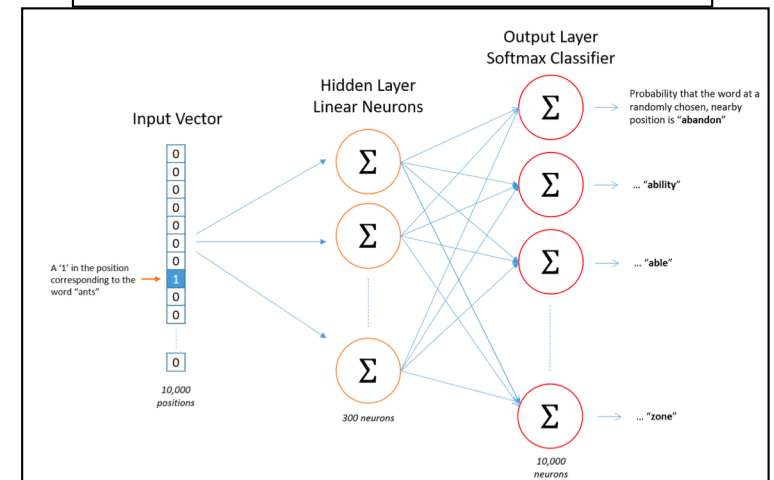 Output Layer
Softmax Classifier
Hidden Layer
Linear Neurons
Input Vector
0
0
0
0
0
0
0
1
0
0
0
A ‘1’ in the position
corresponding to the
word “ants”
10,000
positions
Σ
Σ
Σ
300 neurons
Σ
Σ
Σ
Σ
10,000
neurons
Probability that the word at a
randomly chosen, nearby
position is “abandon”
... “ability”
... “able”
... “zone”